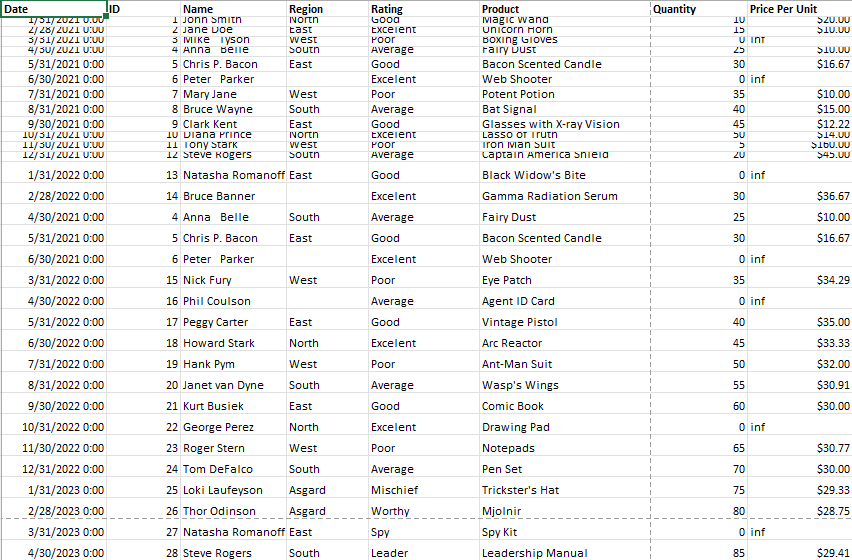 Date ID Name Region Rating Product Quantity Price Per Unit
1/31/2021 0:00 1 John Smith North Good Magic Wand 10 $20.00
2/28/2021 0:00 2 Jane Doe East Excelent Unicorn Horn 15 $10.00
3/31/2021 0:00 3 Mike Tyson West Poor Boxing Gloves 0 inf
4/30/2021 0:00 4 Anna Belle South Average Fairy Dust 25 $10.00
5/31/2021 0:00 5 Chris P. Bacon East Good Bacon Scented Candle 30 $16.67
6/30/2021 0:00 6 Peter Parker Excelent Web Shooter 0 inf
7/31/2021 0:00 7 Mary Jane West Poor Potent Potion 35 $10.00
8/31/2021 0:00 8 Bruce Wayne South Average Bat Signal 40 $15.00
9/30/2021 0:00 9 Clark Kent East Good Glasses with X-ray Vision 45 $12.22
10/31/2021 0:00 10 Diana Prince North Excelent Lasso of Truth 50 $14.00
11/30/2021 0:00 11 Tony Stark West Poor Iron Man Suit 5 $160.00
12/31/2021 0:00 12 Steve Rogers South Average Captain America Shield 20 $45.00
1/31/2022 0:00 13 Natasha Romanoff East Good Black Widow's Bite 0 inf
2/28/2022 0:00 14 Bruce Banner Excelent Gamma Radiation Serum 30 $36.67
4/30/2021 0:00 4 Anna Belle South Average Fairy Dust 25 $10.00
5/31/2021 0:00 5 Chris P. Bacon East Good Bacon Scented Candle 30 $16.67
6/30/2021 0:00 6 Peter Parker Excelent Web Shooter 0 inf
3/31/2022 0:00 15 Nick Fury West Poor Eye Patch 35 $34.29
4/30/2022 0:00 16 Phil Coulson Average Agent ID Card 0 inf
5/31/2022 0:00 17 Peggy Carter East Good Vintage Pistol 40 $35.00
6/30/2022 0:00 18 Howard Stark North Excelent Arc Reactor 45 $33.33
7/31/2022 0:00 19 Hank Pym West Poor Ant-Man Suit 50 $32.00
8/31/2022 0:00 20 Janet van Dyne South Average Wasp's Wings 55 $30.91
9/30/2022 0:00 21 Kurt Busiek East Good Comic Book 60 $30.00
10/31/2022 0:00 22 George Perez North Excelent Drawing Pad 0 inf
11/30/2022 0:00 23 Roger Stern West Poor Notepads 65 $30.77
12/31/2022 0:00 24 Tom DeFalco South Average Pen Set 70 $30.00
1/31/2023 0:00 25 Loki Laufeyson Asgard Mischief Trickster's Hat 75 $29.33
2/28/2023 0:00 26 Thor Odinson Asgard Worthy Mjolnir 80 $28.75
3/31/2023 0:00 27 Natasha Romanoff East Spy Spy Kit 0 inf
4/30/2023 0:00 28 Steve Rogers South Leader Leadership Manual 85 $29.41